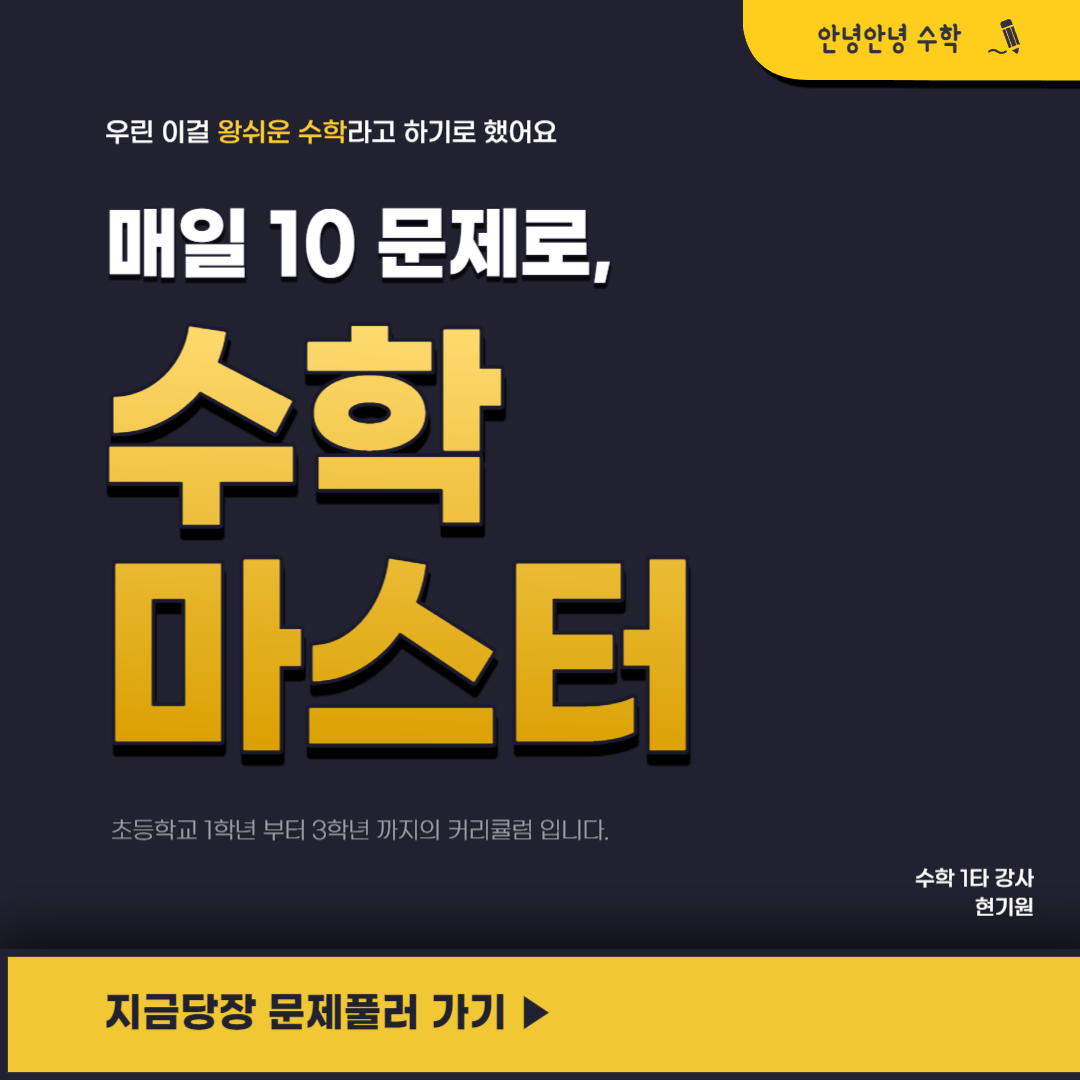 안녕안녕 수학
우린 이걸 왕쉬운 수학라고 하기로 했어요
매일 10 문제로,
수학
마스터
초등학교 1학년 부터 3학년 까지의 커리큘럼 입니다.
수학 1타 강사
현기원
지금당장 문제풀러 가기 ▶